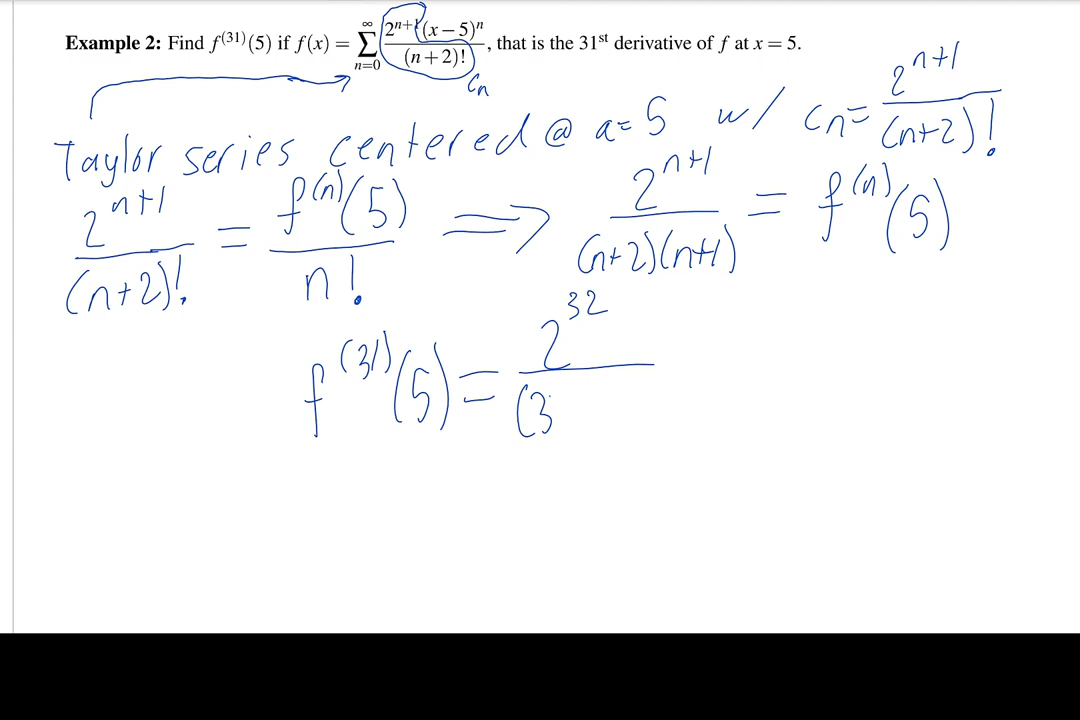 Example 2: Find f^(31)(5) if f(x) = ∑_{n=0}^{∞} 2^{n+1}(x−5)^n / (n+2)!, that is the 31st derivative of f at x = 5.
c_n
Taylor series centered @ a=5 w/ c_n = 2^{n+1} / (n+2)!
2^{n+1} / (n+2)! = f^(n)(5) / n! ⟹ 2^{n+1} / (n+2)(n+1) = f^(n)(5)
f^(31)(5) = 2^{32} / (3